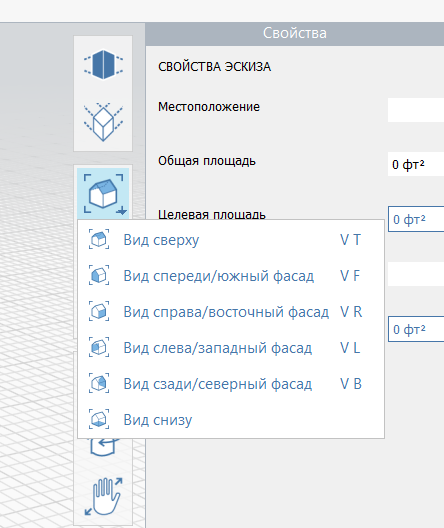 Свойства
СВОЙСТВА ЭСКИЗА
Местоположение
Общая площадь 0 фт²
Целевая площадь 0 фт²
Вид сверху V T
Вид спереди/южный фасад V F
Вид справа/восточный фасад V R
Вид слева/западный фасад V L
0 фт²
Вид сзади/северный фасад V B
Вид снизу